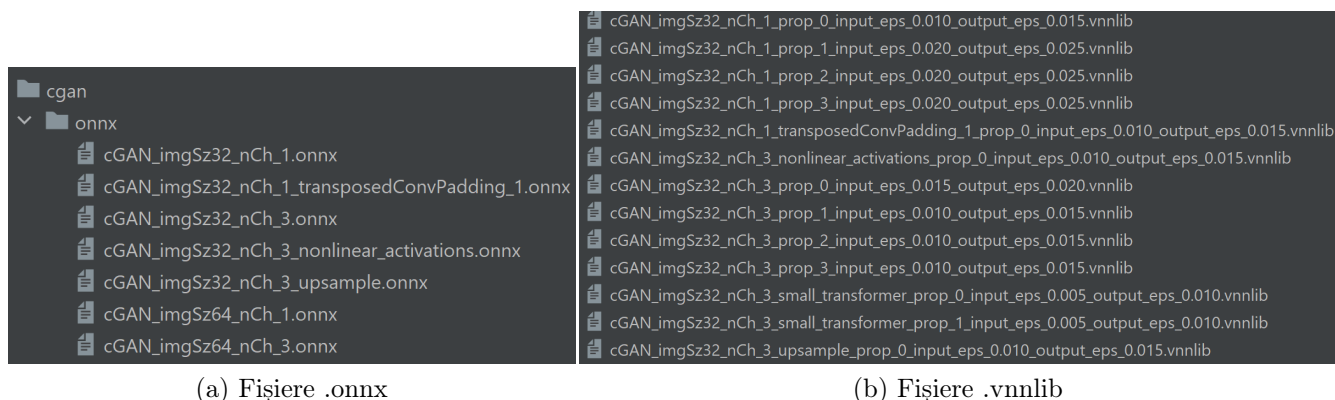 cgan
onnx
cGAN_imgSz32_nCh_1.onnx
cGAN_imgSz32_nCh_1_transposedConvPadding_1.onnx
cGAN_imgSz32_nCh_3.onnx
cGAN_imgSz32_nCh_3_nonlinear_activations.onnx
cGAN_imgSz32_nCh_3_upsample.onnx
cGAN_imgSz64_nCh_1.onnx
cGAN_imgSz64_nCh_3.onnx
(a) Fișiere .onnx
cGAN_imgSz32_nCh_1_prop_0_input_eps_0.010_output_eps_0.015.vnnlib
cGAN_imgSz32_nCh_1_prop_1_input_eps_0.020_output_eps_0.025.vnnlib
cGAN_imgSz32_nCh_1_prop_2_input_eps_0.020_output_eps_0.025.vnnlib
cGAN_imgSz32_nCh_1_prop_3_input_eps_0.020_output_eps_0.025.vnnlib
cGAN_imgSz32_nCh_1_transposedConvPadding_1_prop_0_input_eps_0.010_output_eps_0.015.vnnlib
cGAN_imgSz32_nCh_3_nonlinear_activations_prop_0_input_eps_0.010_output_eps_0.015.vnnlib
cGAN_imgSz32_nCh_3_prop_0_input_eps_0.015_output_eps_0.020.vnnlib
cGAN_imgSz32_nCh_3_prop_1_input_eps_0.010_output_eps_0.015.vnnlib
cGAN_imgSz32_nCh_3_prop_2_input_eps_0.010_output_eps_0.015.vnnlib
cGAN_imgSz32_nCh_3_prop_3_input_eps_0.010_output_eps_0.015.vnnlib
cGAN_imgSz32_nCh_3_small_transformer_prop_0_input_eps_0.005_output_eps_0.010.vnnlib
cGAN_imgSz32_nCh_3_small_transformer_prop_1_input_eps_0.005_output_eps_0.010.vnnlib
cGAN_imgSz32_nCh_3_upsample_prop_0_input_eps_0.010_output_eps_0.015.vnnlib
(b) Fișiere .vnnlib